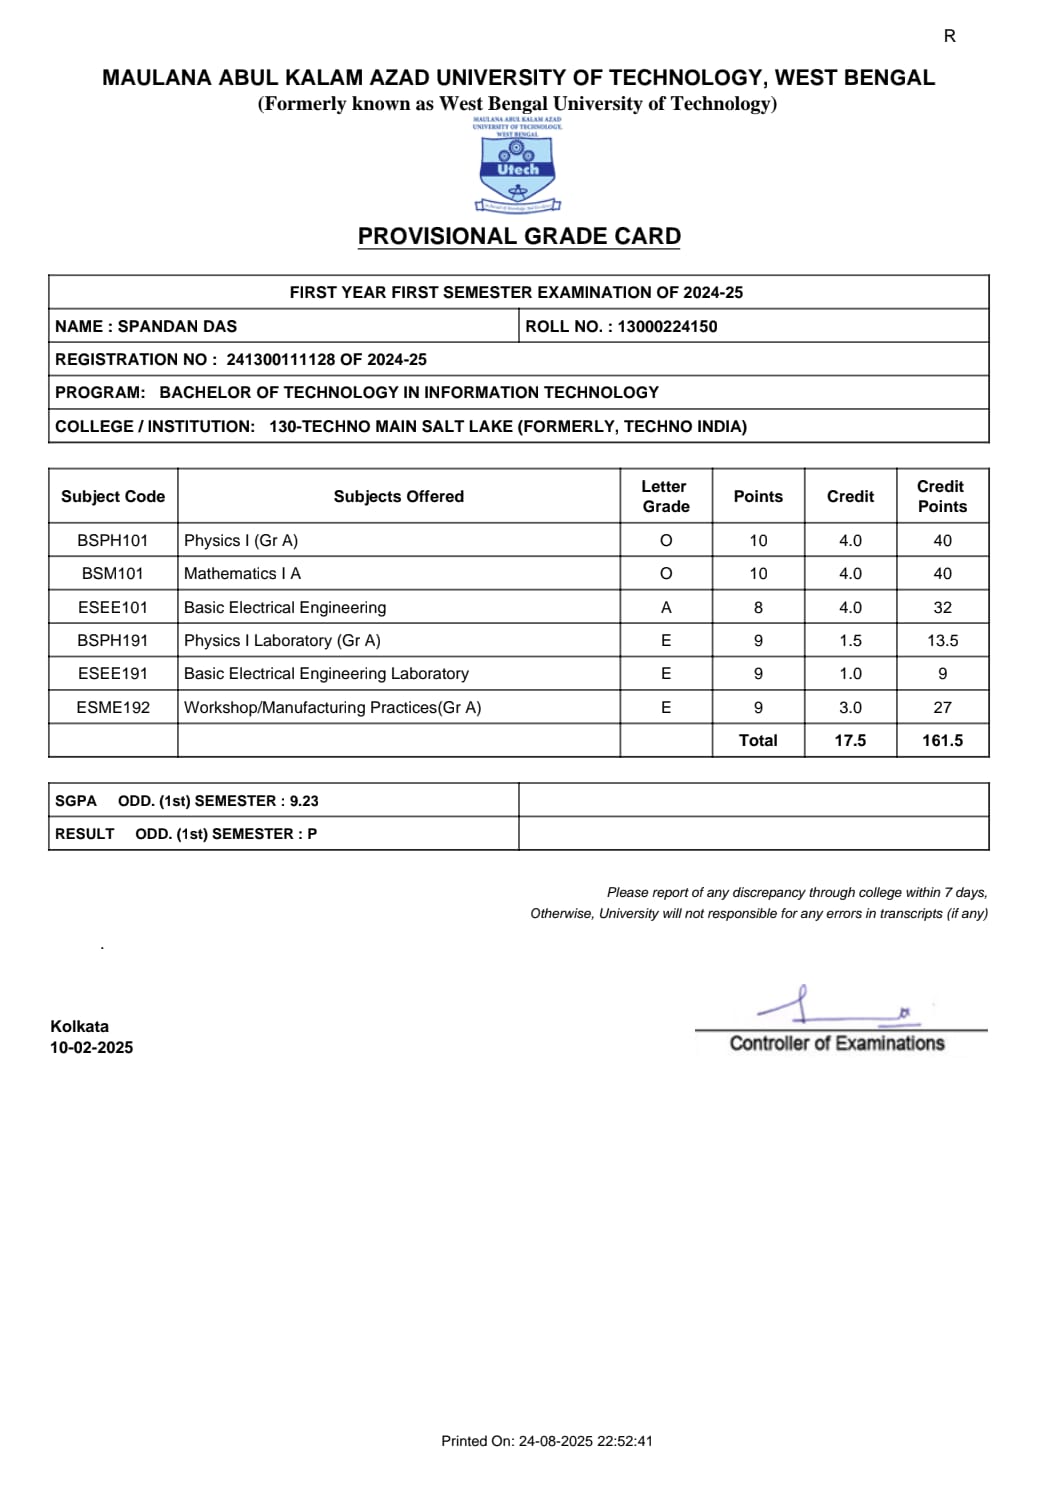 R
MAULANA ABUL KALAM AZAD UNIVERSITY OF TECHNOLOGY, WEST BENGAL
(Formerly known as West Bengal University of Technology)
MAULANA ABUL KALAM AZAD
UNIVERSITY OF TECHNOLOGY,
WEST BENGAL
Utech
PROVISIONAL GRADE CARD
FIRST YEAR FIRST SEMESTER EXAMINATION OF 2024-25
NAME : SPANDAN DAS ROLL NO. : 13000224150
REGISTRATION NO : 241300111128 OF 2024-25
PROGRAM: BACHELOR OF TECHNOLOGY IN INFORMATION TECHNOLOGY
COLLEGE / INSTITUTION: 130-TECHNO MAIN SALT LAKE (FORMERLY, TECHNO INDIA)
Subject Code Subjects Offered Letter Grade Points Credit Credit Points
BSPH101 Physics I (Gr A) O 10 4.0 40
BSM101 Mathematics I A O 10 4.0 40
ESEE101 Basic Electrical Engineering A 8 4.0 32
BSPH191 Physics I Laboratory (Gr A) E 9 1.5 13.5
ESEE191 Basic Electrical Engineering Laboratory E 9 1.0 9
ESME192 Workshop/Manufacturing Practices(Gr A) E 9 3.0 27
Total 17.5 161.5
SGPA ODD. (1st) SEMESTER : 9.23
RESULT ODD. (1st) SEMESTER : P
Please report of any discrepancy through college within 7 days,
Otherwise, University will not responsible for any errors in transcripts (if any)
.
Kolkata
10-02-2025
Controller of Examinations
Printed On: 24-08-2025 22:52:41